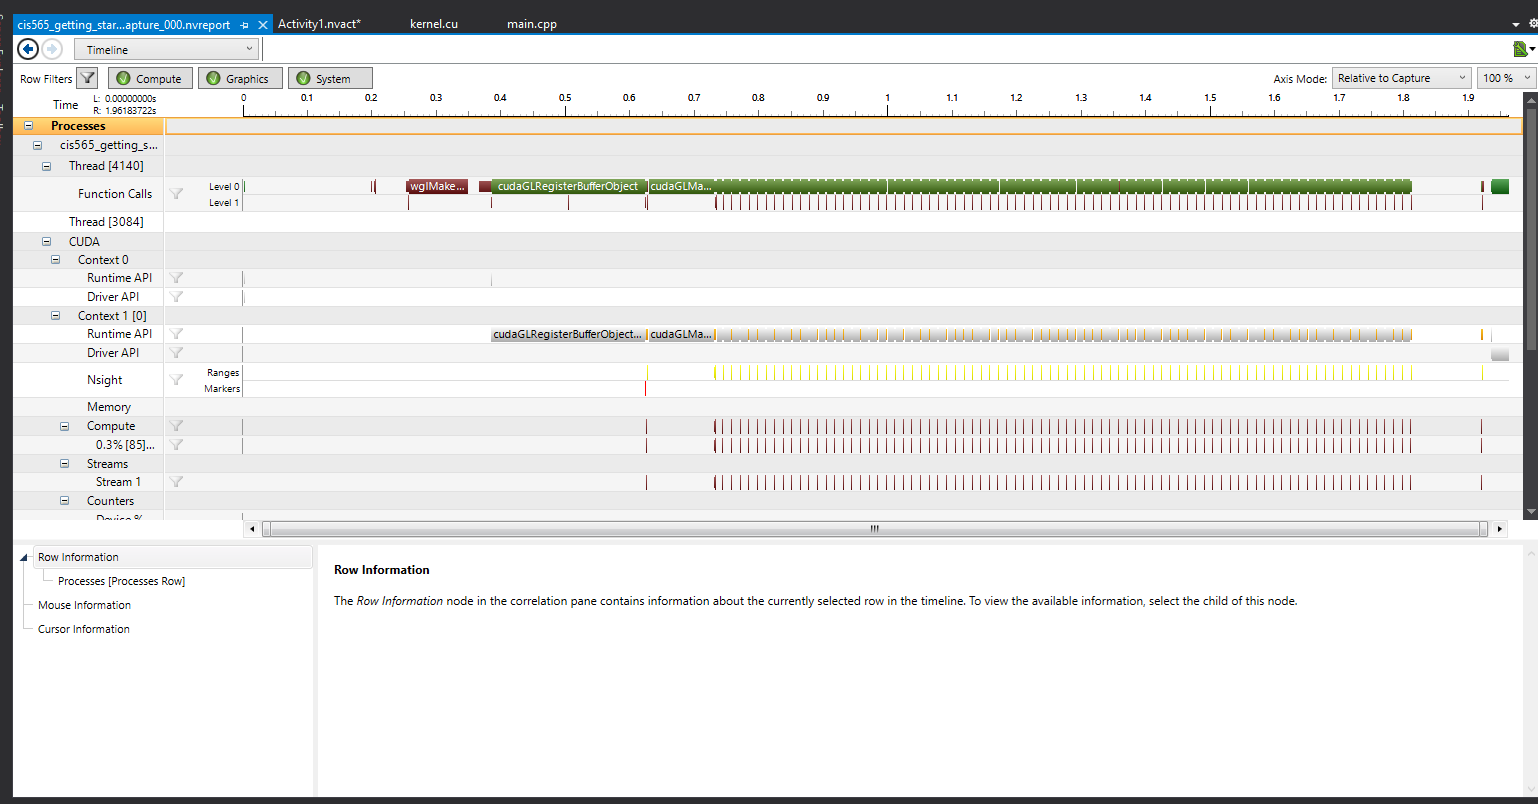 cis565_getting_star...apture_000.nvreport Activity1.nvact* kernel.cu main.cpp
Timeline
Row Filters Compute Graphics System Axis Mode: Relative to Capture 100 %
Time L: 0.00000000s R: 1.96183722s 0 0.1 0.2 0.3 0.4 0.5 0.6 0.7 0.8 0.9 1 1.1 1.2 1.3 1.4 1.5 1.6 1.7 1.8 1.9
Processes
cis565_getting_s...
Thread [4140]
Function Calls Level 0 wglMake... cudaGLRegisterBufferObject cudaGLMa...
Level 1
Thread [3084]
CUDA
Context 0
Runtime API
Driver API
Context 1 [0]
Runtime API cudaGLRegisterBufferObject... cudaGLMa...
Driver API
Nsight Ranges
Markers
Memory
Compute
0.3% [85]...
Streams
Stream 1
Counters
Device %
Row Information
Processes [Processes Row]
Mouse Information
Cursor Information
Row Information
The Row Information node in the correlation pane contains information about the currently selected row in the timeline. To view the available information, select the child of this node.